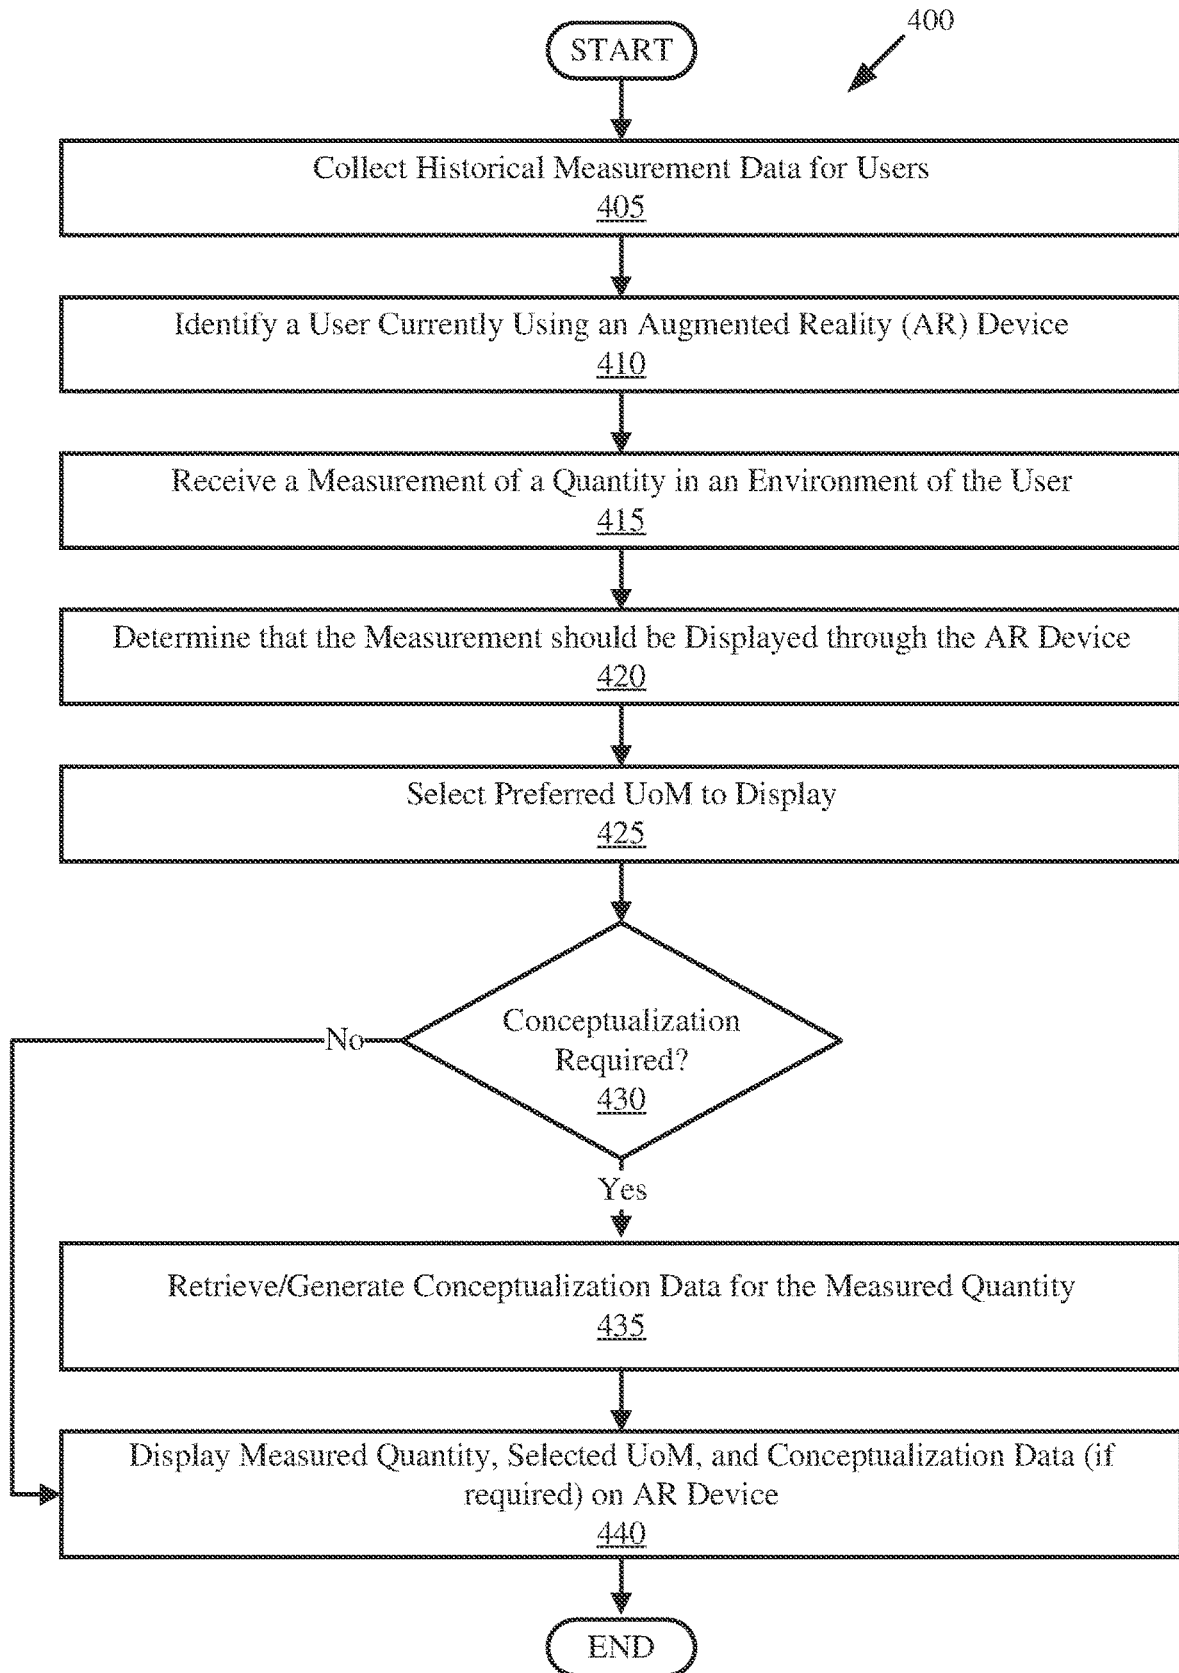 400
START
Collect Historical Measurement Data for Users
405
Identify a User Currently Using an Augmented Reality (AR) Device
410
Receive a Measurement of a Quantity in an Environment of the User
415
Determine that the Measurement should be Displayed through the AR Device
420
Select Preferred UoM to Display
425
Conceptualization
Required?
430
No
Yes
Retrieve/Generate Conceptualization Data for the Measured Quantity
435
Display Measured Quantity, Selected UoM, and Conceptualization Data (if
required) on AR Device
440
END